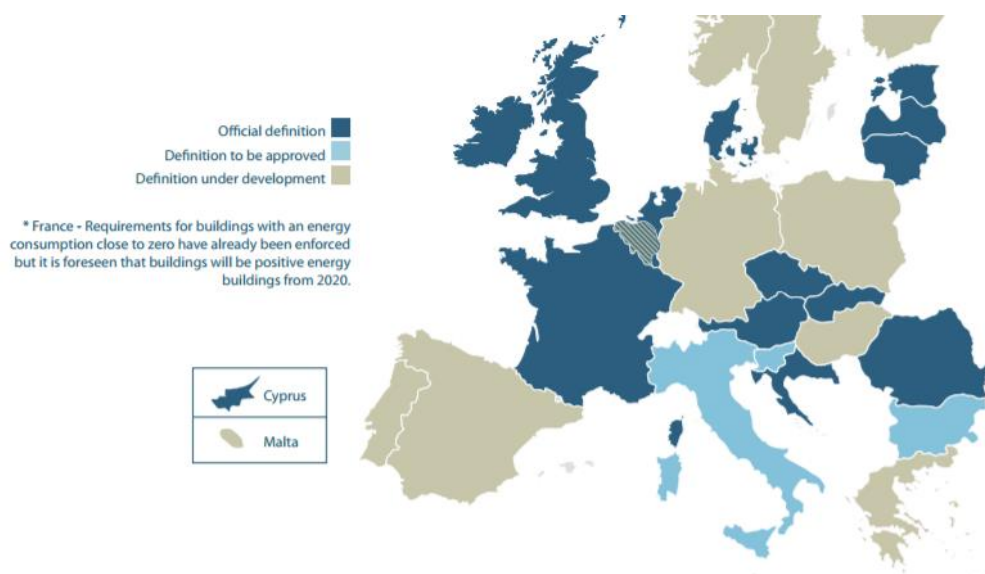 Official definition
Definition to be approved
Definition under development
* France - Requirements for buildings with an energy
consumption close to zero have already been enforced
but it is foreseen that buildings will be positive energy
buildings from 2020.
Cyprus
Malta